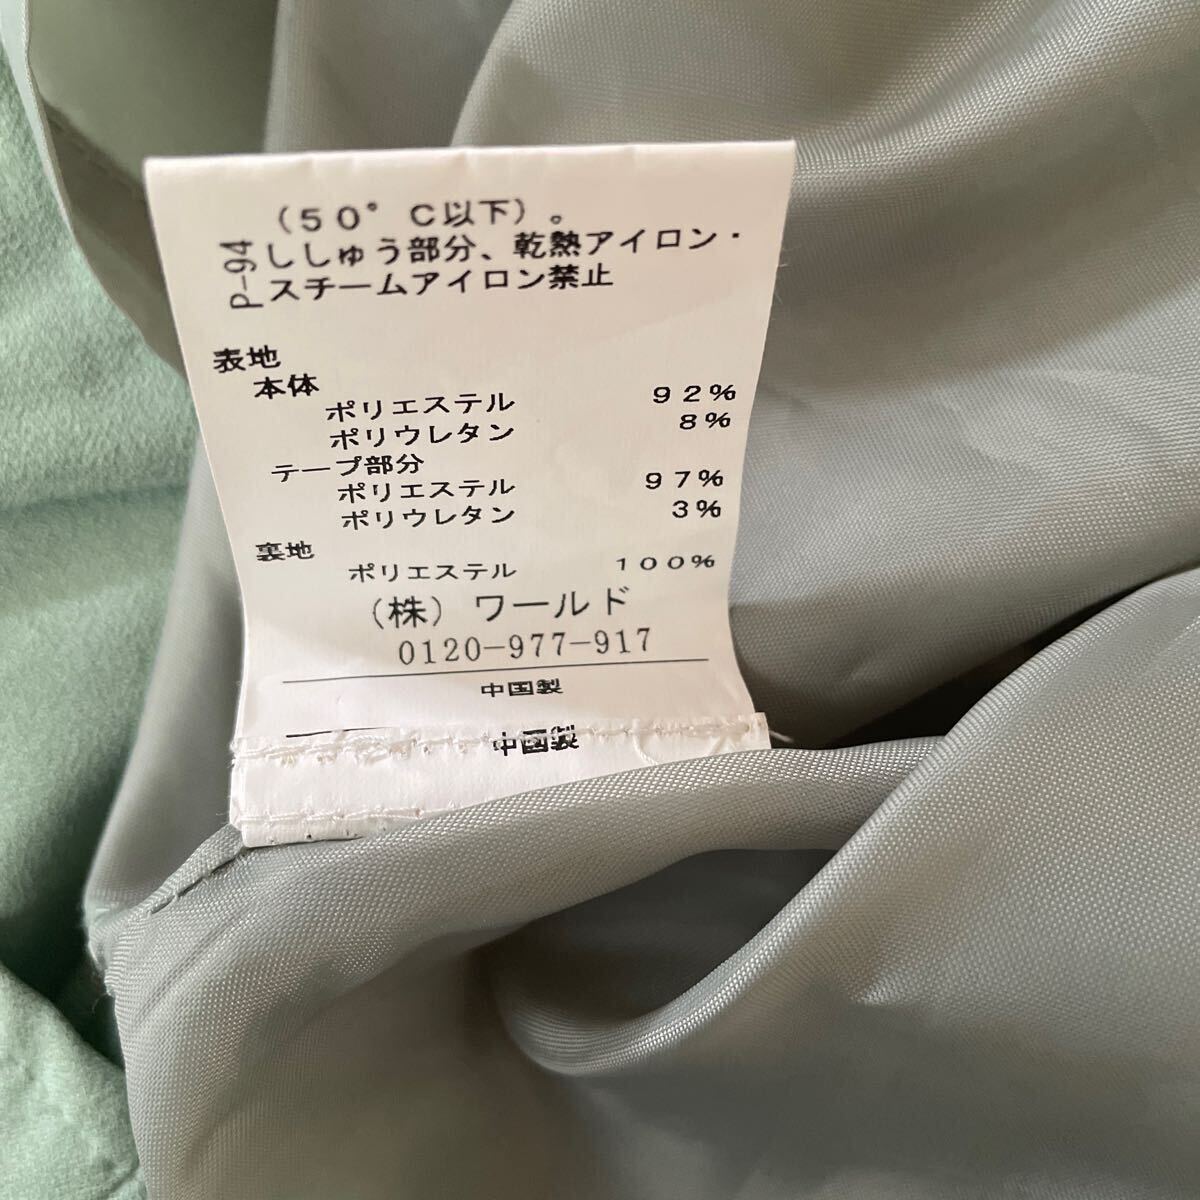 （50°C以下）。
P-94
ししゅう部分、乾熱アイロン・
スチームアイロン禁止
表地
本体
ポリエステル 92%
ポリウレタン 8%
テープ部分
ポリエステル 97%
ポリウレタン 3%
裏地
ポリエステル 100%
（株）ワールド
0120-977-917
中国製
中国製